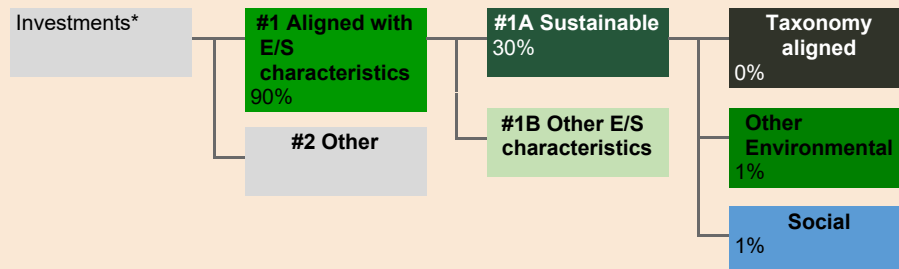 Investments*
#1 Aligned with
E/S
characteristics
90%
#2 Other
#1A Sustainable
30%
#1B Other E/S
characteristics
Taxonomy
aligned
0%
Other
Environmental
1%
Social
1%